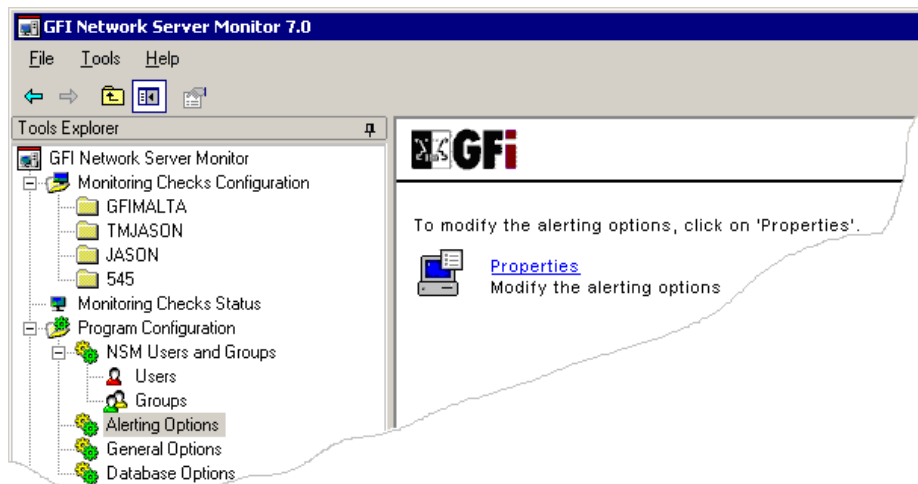 GFI Network Server Monitor 7.0
File Tools Help
Tools Explorer
GFI Network Server Monitor
Monitoring Checks Configuration
GFIMALTA
TMJASON
JASON
545
Monitoring Checks Status
Program Configuration
NSM Users and Groups
Users
Groups
Alerting Options
General Options
Database Options
GFi
To modify the alerting options, click on 'Properties'.
Properties
Modify the alerting options